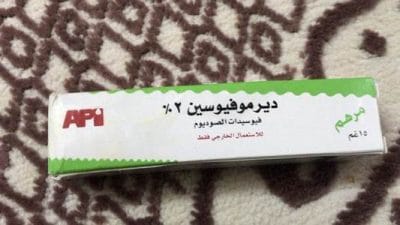 API
ديرموفيوسين ٢٪
فيوسيدات الصوديوم
للاستعمال الخارجي فقط
مرهم
١٥ غم